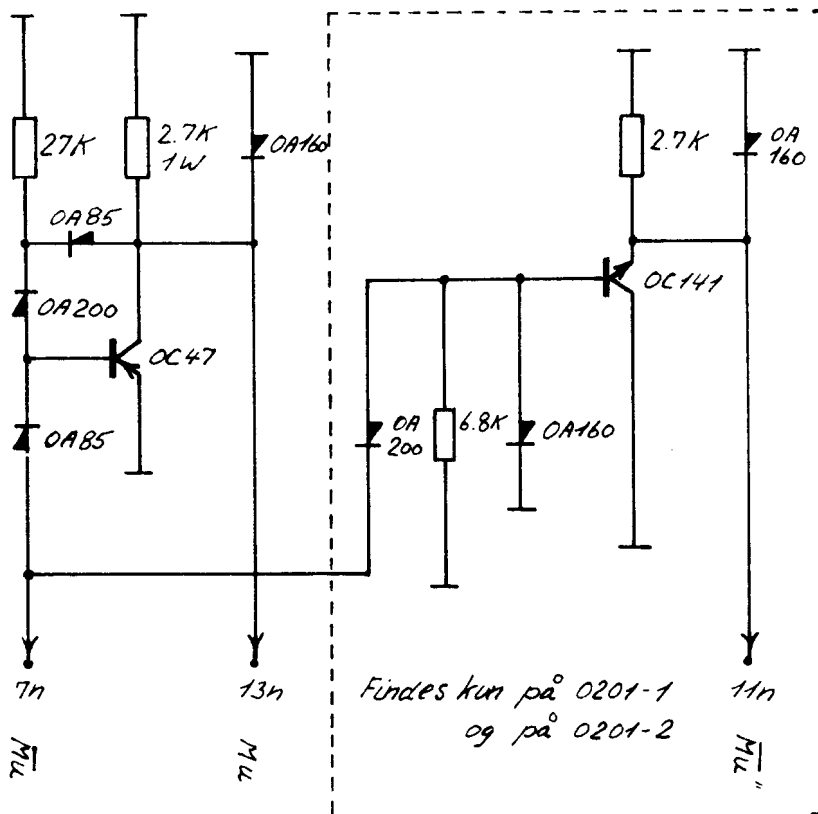 27K
2.7K
1W
OA160
2.7K
OA
160
OA85
OA200
OC47
OC141
OA85
OA
200
6.8K
OA160
7n
13n
Findes kun på 0201-1
og på 0201-2
11n
M̅u̅
Mu
M̅u̅"